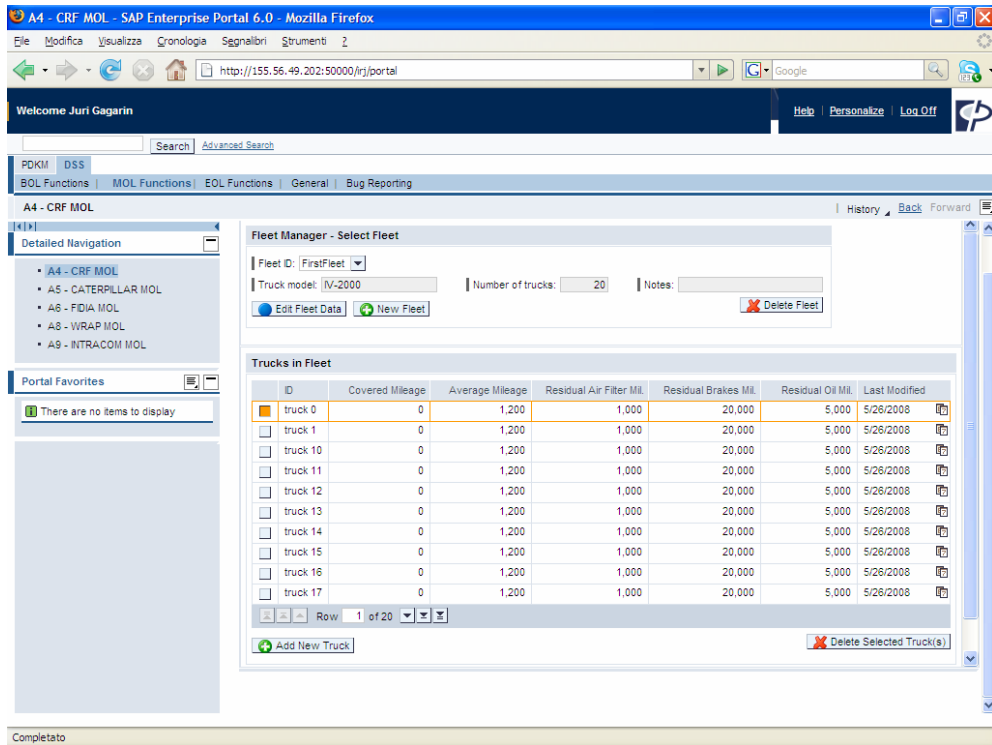 A4 - CRF MOL - SAP Enterprise Portal 6.0 - Mozilla Firefox
File Modifica Visualizza Cronologia Segnalibri Strumenti ?
http://155.56.49.202:50000/irj/portal
G Google
Welcome Juri Gagarin
Help | Personalize | Log Off
Search Advanced Search
PDKM DSS
BOL Functions | MOL Functions | EOL Functions | General | Bug Reporting
A4 - CRF MOL
| History Back Forward
Detailed Navigation
A4 - CRF MOL
A5 - CATERPILLAR MOL
A6 - FIDIA MOL
A8 - WRAP MOL
A9 - INTRACOM MOL
Portal Favorites
There are no items to display
Fleet Manager - Select Fleet
Fleet ID: FirstFleet
Truck model: IV-2000 Number of trucks: 20 Notes:
Edit Fleet Data New Fleet Delete Fleet
Trucks in Fleet
ID Covered Mileage Average Mileage Residual Air Filter Mil. Residual Brakes Mil. Residual Oil Mil. Last Modified
truck 0 0 1,200 1,000 20,000 5,000 5/26/2008
truck 1 0 1,200 1,000 20,000 5,000 5/26/2008
truck 10 0 1,200 1,000 20,000 5,000 5/26/2008
truck 11 0 1,200 1,000 20,000 5,000 5/26/2008
truck 12 0 1,200 1,000 20,000 5,000 5/26/2008
truck 13 0 1,200 1,000 20,000 5,000 5/26/2008
truck 14 0 1,200 1,000 20,000 5,000 5/26/2008
truck 15 0 1,200 1,000 20,000 5,000 5/26/2008
truck 16 0 1,200 1,000 20,000 5,000 5/26/2008
truck 17 0 1,200 1,000 20,000 5,000 5/26/2008
Row 1 of 20
Add New Truck Delete Selected Truck(s)
Completato